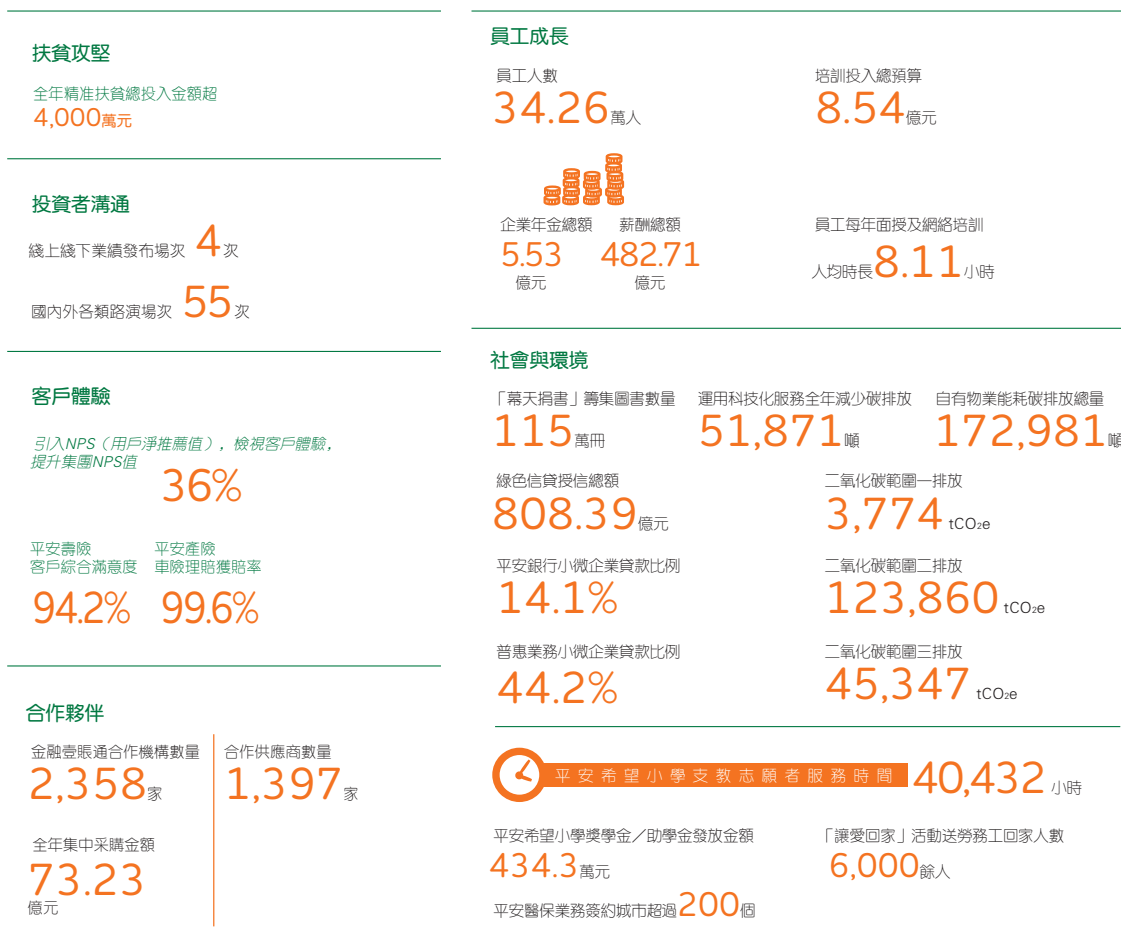 扶貧攻堅
全年精准扶貧總投入金額超
4,000萬元
投資者溝通
綫上綫下業績發布場次 4 次
國內外各類路演場次 55 次
客戶體驗
引入NPS（用戶淨推薦值），檢視客戶體驗，
提升集團NPS值
36%
平安壽險
客戶綜合滿意度
94.2%
平安產險
車險理賠獲賠率
99.6%
合作夥伴
金融壹賬通合作機構數量
2,358家
合作供應商數量
1,397家
全年集中采購金額
73.23
億元
員工成長
員工人數
34.26萬人
培訓投入總預算
8.54億元
企業年金總額
5.53
億元
薪酬總額
482.71
億元
員工每年面授及網絡培訓
人均時長8.11小時
社會與環境
「幕天捐書」籌集圖書數量
115萬冊
運用科技化服務全年減少碳排放
51,871噸
自有物業能耗碳排放總量
172,981噸
綠色信貸授信總額
808.39億元
二氧化碳範圍一排放
3,774 tCO₂e
平安銀行小微企業貸款比例
14.1%
二氧化碳範圍二排放
123,860 tCO₂e
普惠業務小微企業貸款比例
44.2%
二氧化碳範圍三排放
45,347 tCO₂e
平安希望小學支教志願者服務時間 40,432 小時
平安希望小學獎學金／助學金發放金額
434.3萬元
「讓愛回家」活動送勞務工回家人數
6,000餘人
平安醫保業務簽約城市超過200個